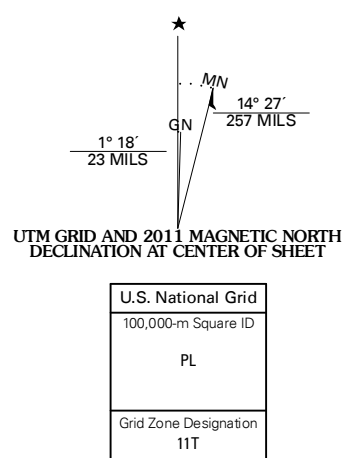 MN
GN
14° 27´
257 MILS
1° 18´
23 MILS
UTM GRID AND 2011 MAGNETIC NORTH
DECLINATION AT CENTER OF SHEET
U.S. National Grid
100,000-m Square ID
PL
Grid Zone Designation
11T